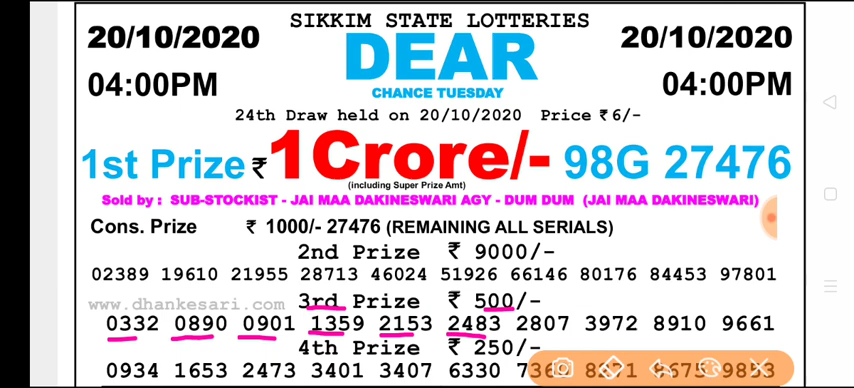 SIKKIM STATE LOTTERIES
20/10/2020 DEAR 20/10/2020
04:00PM CHANCE TUESDAY 04:00PM
24th Draw held on 20/10/2020 Price ₹ 6/-
1st Prize ₹ 1Crore/- 98G 27476
(including Super Prize Amt)
Sold by : SUB-STOCKIST - JAI MAA DAKINESWARI AGY - DUM DUM (JAI MAA DAKINESWARI)
Cons. Prize ₹ 1000/- 27476 (REMAINING ALL SERIALS)
2nd Prize ₹ 9000/-
02389 19610 21955 28713 46024 51926 66146 80176 84453 97801
www.dhankesari.com 3rd Prize ₹ 500/-
0332 0890 0901 1359 2153 2483 2807 3972 8910 9661
4th Prize ₹ 250/-
0934 1653 2473 3401 3407 6330